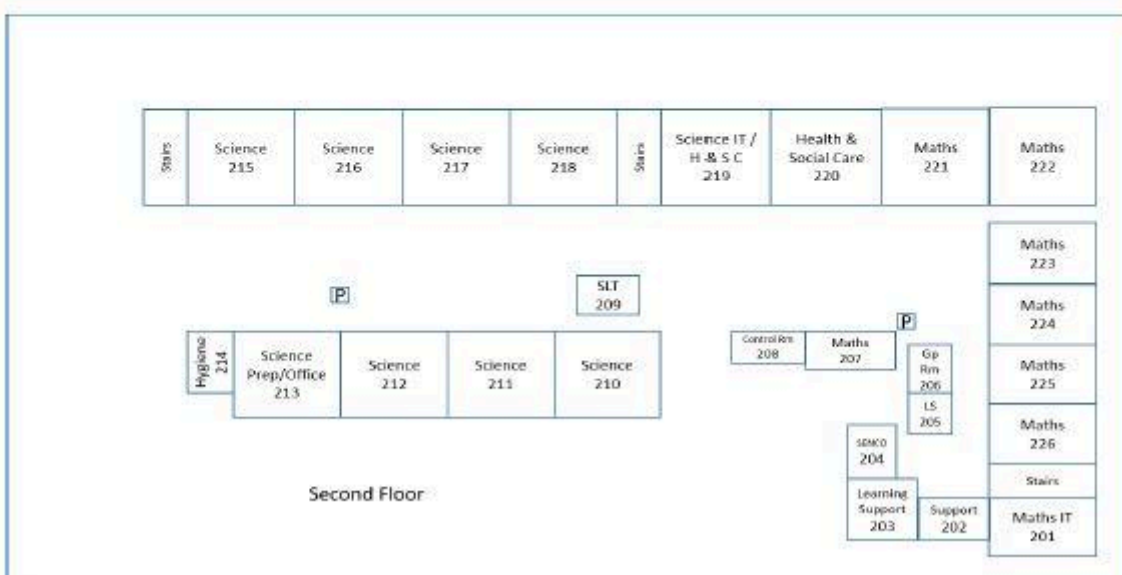 Stairs
Science
215
Science
216
Science
217
Science
218
Stairs
Science IT /
H & S C
219
Health &
Social Care
220
Maths
221
Maths
222
Maths
223
Maths
224
Maths
225
Maths
226
Stairs
Maths IT
201
P
SLT
209
Hygiene
214
Science
Prep/Office
213
Science
212
Science
211
Science
210
P
Control Rm
208
Maths
207
Gp
Rm
206
LS
205
SENCO
204
Learning
Support
203
Support
202
Second Floor